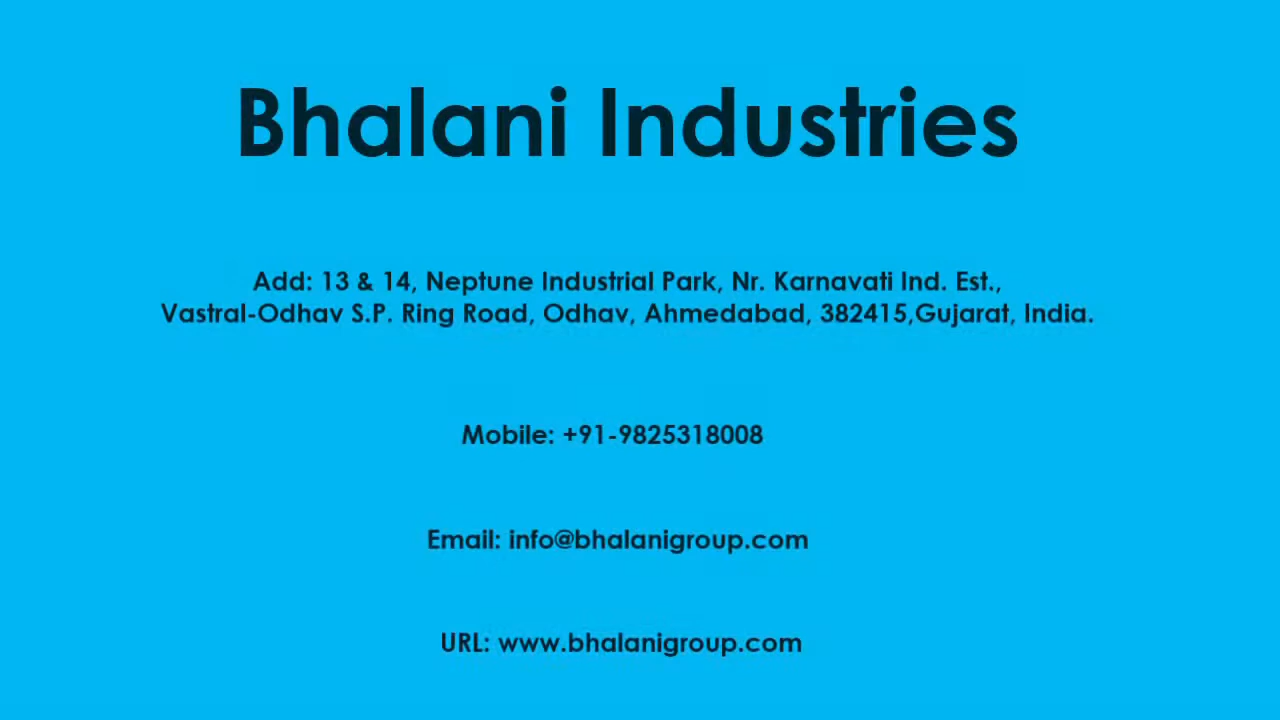 Bhalani Industries
Add: 13 & 14, Neptune Industrial Park, Nr. Karnavati Ind. Est.,
Vastral-Odhav S.P. Ring Road, Odhav, Ahmedabad, 382415,Gujarat, India.
Mobile: +91-9825318008
Email: info@bhalanigroup.com
URL: www.bhalanigroup.com